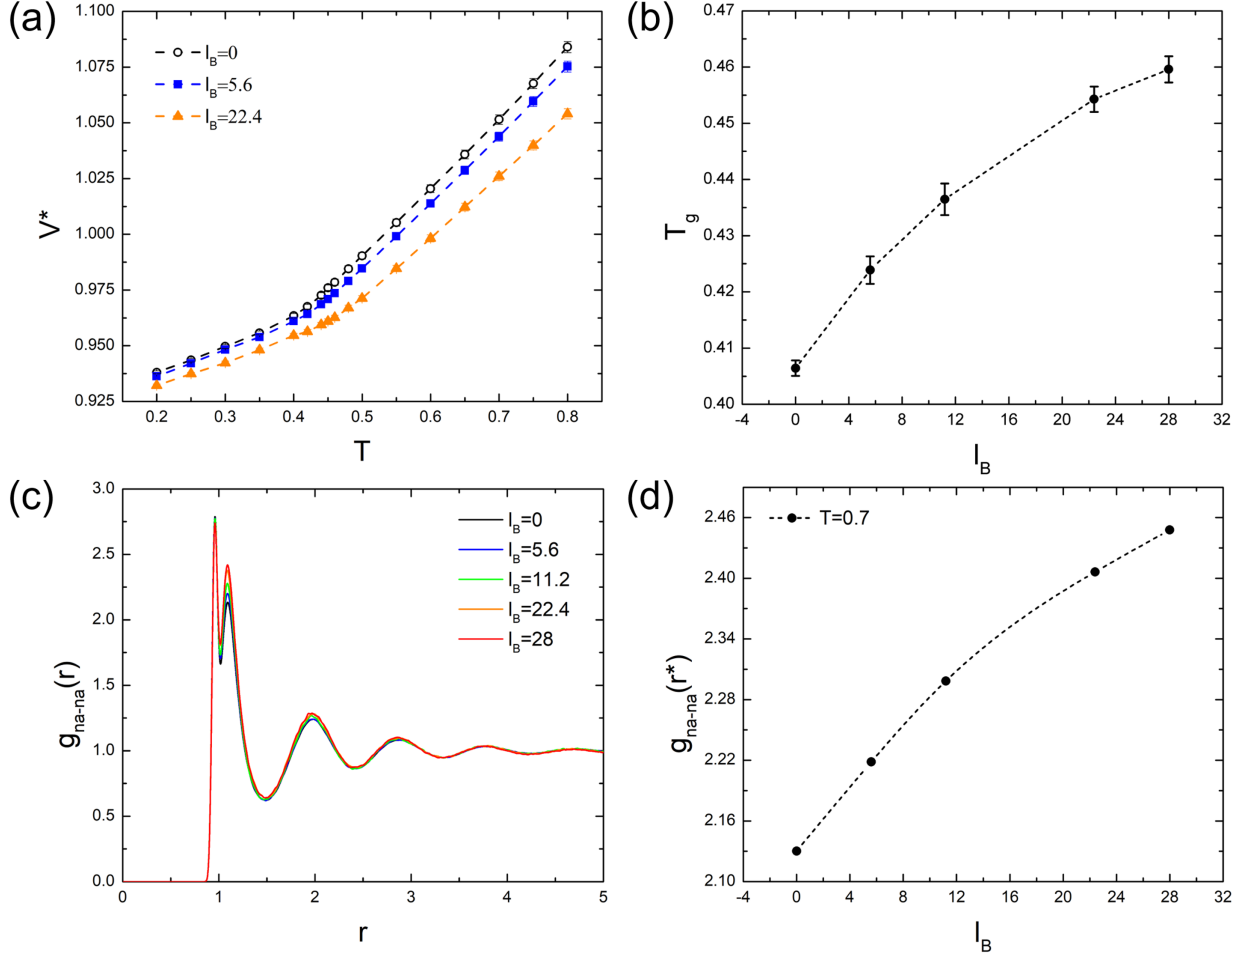 (a)
1.100
1.075
1.050
1.025
1.000
0.975
0.950
0.925
V*
l_B=0
l_B=5.6
l_B=22.4
0.2 0.3 0.4 0.5 0.6 0.7 0.8
T
(b)
0.47
0.46
0.45
0.44
0.43
0.42
0.41
0.40
T_g
-4 0 4 8 12 16 20 24 28 32
l_B
(c)
3.0
2.5
2.0
1.5
1.0
0.5
0.0
g_na-na(r)
l_B=0
l_B=5.6
l_B=11.2
l_B=22.4
l_B=28
0 1 2 3 4 5
r
(d)
2.46
2.40
2.34
2.28
2.22
2.16
2.10
g_na-na(r*)
T=0.7
-4 0 4 8 12 16 20 24 28 32
l_B